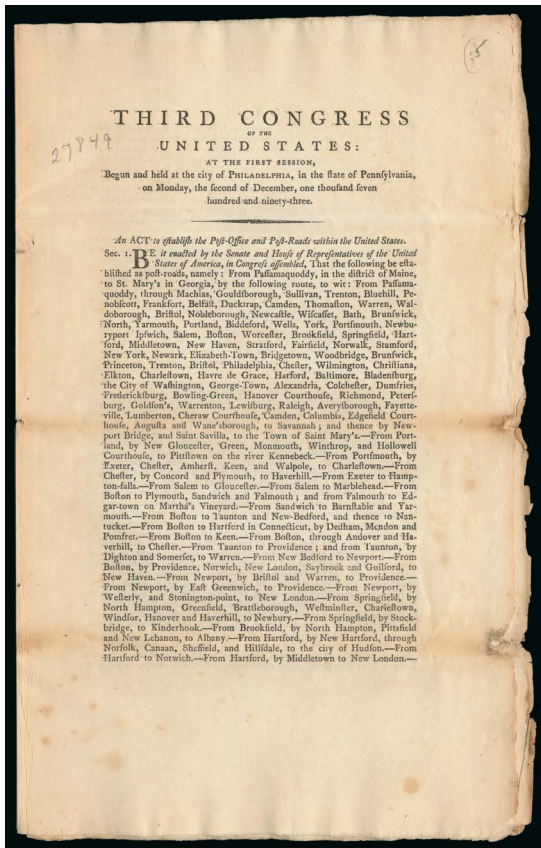 5
27844
THIRD CONGRESS
OF THE
UNITED STATES:
AT THE FIRST SESSION,
Begun and held at the city of PHILADELPHIA, in the ſtate of Pennſylvania,
on Monday, the ſecond of December, one thouſand ſeven
hundred and ninety-three.
An ACT to eſtabliſh the Poſt-Office and Poſt-Roads within the United States.
Sec. 1. BE it enacted by the Senate and Houſe of Repreſentatives of the United
States of America, in Congreſs aſſembled, That the following be eſta-
bliſhed as poſt-roads, namely: From Paſſamaquoddy, in the diſtrict of Maine,
to St. Mary's in Georgia, by the following route, to wit: From Paſſama-
quoddy, through Machias, Gouldſborough, Sullivan, Trenton, Bluehill, Pe-
nobſcott, Frankfort, Belfaſt, Ducktrap, Camden, Thomaſton, Warren, Wal-
doborough, Briſtol, Nobleborough, Newcaſtle, Wiſcaſſet, Bath, Brunſwick,
North, Yarmouth, Portland, Biddeford, Wells, York, Portſmouth, Newbu-
ryport Ipſwich, Salem, Boſton, Worceſter, Brookfield, Springfield, Hart-
ford, Middletown, New Haven, Stratford, Fairfield, Norwalk, Stamford,
New York, Newark, Elizabeth-Town, Bridgetown, Woodbridge, Brunſwick,
Princeton, Trenton, Briſtol, Philadelphia, Cheſter, Wilmington, Chriſtiana,
Elkton, Charleſtown, Havre de Grace, Harford, Baltimore, Bladenſburg,
the City of Waſhington, George-Town, Alexandria, Colcheſter, Dumfries,
Frederickſburg, Bowling-Green, Hanover Courthouſe, Richmond, Peterſ-
burg, Goldſon's, Warrenton, Lewiſburg, Raleigh, Averyſborough, Fayette-
ville, Lumberton, Cheraw Courthouſe, Camden, Columbia, Edgefield Court-
houſe, Auguſta and Wane'sborough, to Savannah; and thence by New-
port Bridge, and Saint Savilla, to the Town of Saint Mary's.—From Port-
land, by New Glouceſter, Green, Monmouth, Winthrop, and Hollowell
Courthouſe, to Pittſtown on the river Kennebeck.—From Portſmouth, by
Exeter, Cheſter, Amherſt, Keen, and Walpole, to Charleſtown.—From
Cheſter, by Concord and Plymouth, to Haverhill.—From Exeter to Hamp-
ton-falls.—From Salem to Glouceſter.—From Salem to Marblehead.—From
Boſton to Plymouth, Sandwich and Falmouth; and from Falmouth to Ed-
gar-town on Martha's Vineyard.—From Sandwich to Barnſtable and Yar-
mouth.—From Boſton to Taunton and New-Bedford, and thence to Nan-
tucket.—From Boſton to Hartford in Connecticut, by Dedham, Mendon and
Pomfret.—From Boſton to Keen.—From Boſton, through Andover and Ha-
verhill, to Cheſter.—From Taunton to Providence; and from Taunton, by
Dighton and Somerſet, to Warren.—From New Bedford to Newport.—From
Boſton, by Providence, Norwich, New London, Saybrook and Guilford, to
New Haven.—From Newport, by Briſtol and Warren, to Providence.—
From Newport, by Eaſt Greenwich, to Providence.—From Newport, by
Weſterly, and Stonington-point, to New London.—From Springfield, by
North Hampton, Greenfield, Brattleborough, Weſtminſter, Charleſtown,
Windſor, Hanover and Haverhill, to Newbury.—From Springfield, by Stock-
bridge, to Kinderhook.—From Brookfield, by North Hampton, Pittsfield
and New Lebanon, to Albany.—From Hartford, by New Hartford, through
Norfolk, Canaan, Sheffield, and Hillſdale, to the city of Hudſon.—From
Hartford to Norwich.—From Hartford, by Middletown to New London.—